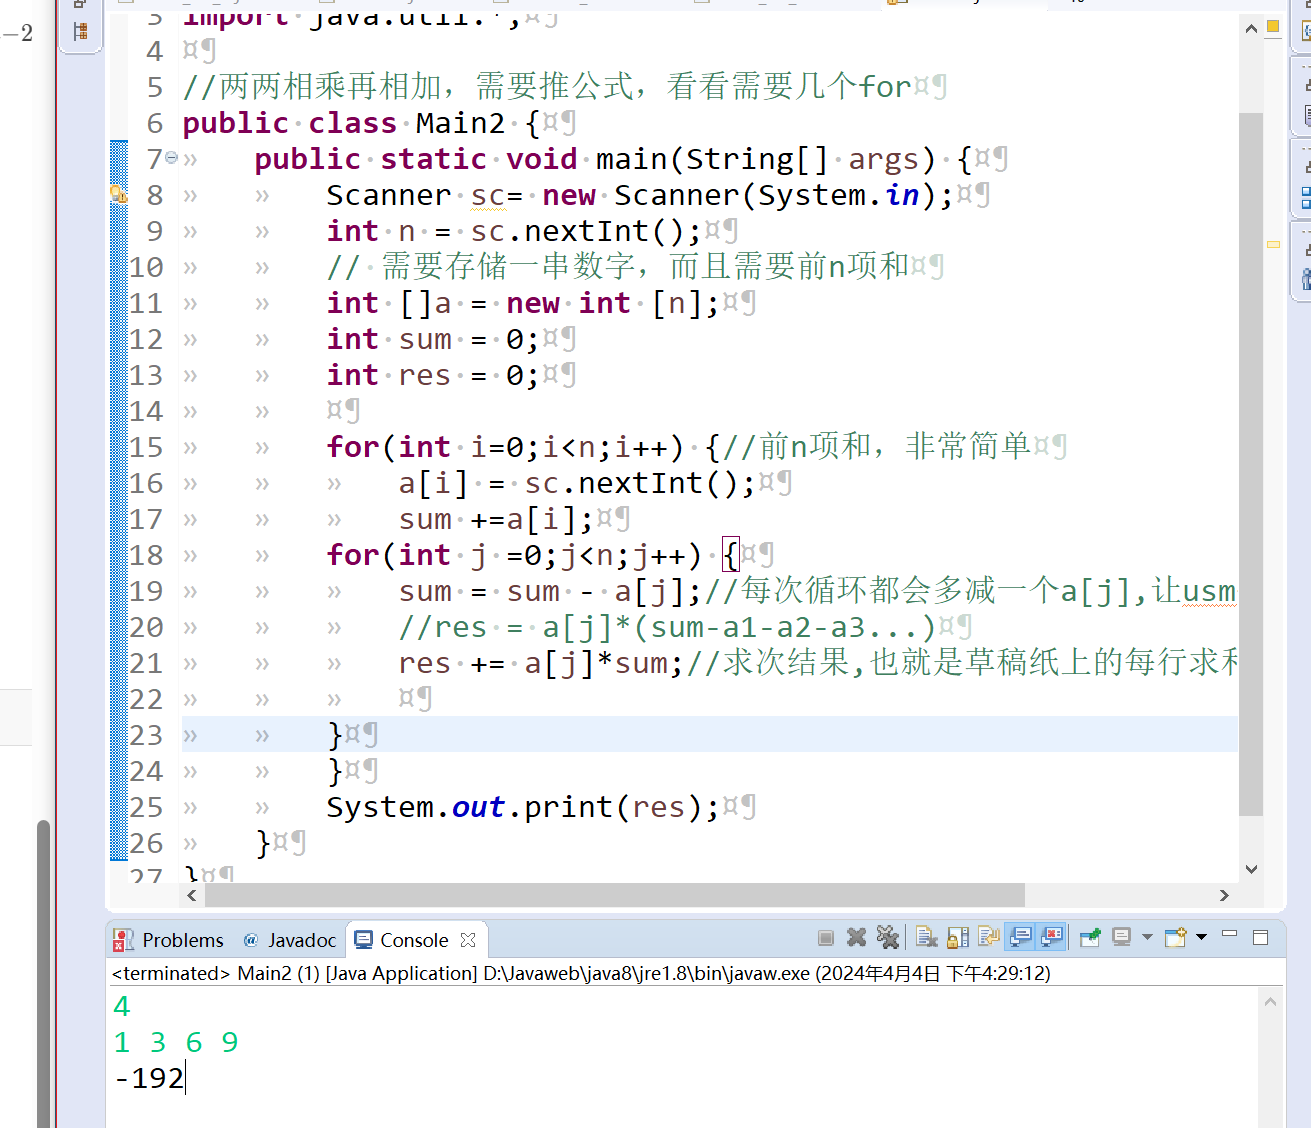 -2
3 import java.util.*;
4
5 //两两相乘再相加，需要推公式，看看需要几个for
6 public class Main2 {
7 public static void main(String[] args) {
8 Scanner sc= new Scanner(System.in);
9 int n = sc.nextInt();
10 // 需要存储一串数字，而且需要前n项和
11 int []a = new int [n];
12 int sum = 0;
13 int res = 0;
14
15 for(int i=0;i<n;i++) {//前n项和，非常简单
16 a[i] = sc.nextInt();
17 sum +=a[i];
18 for(int j =0;j<n;j++) {
19 sum = sum - a[j];//每次循环都会多减一个a[j],让usm
20 //res = a[j]*(sum-a1-a2-a3...)
21 res += a[j]*sum;//求次结果,也就是草稿纸上的每行求和
22
23 }
24 }
25 System.out.print(res);
26 }
27 }
Problems @ Javadoc Console
<terminated> Main2 (1) [Java Application] D:\Javaweb\java8\jre1.8\bin\javaw.exe (2024年4月4日 下午4:29:12)
4
1 3 6 9
-192